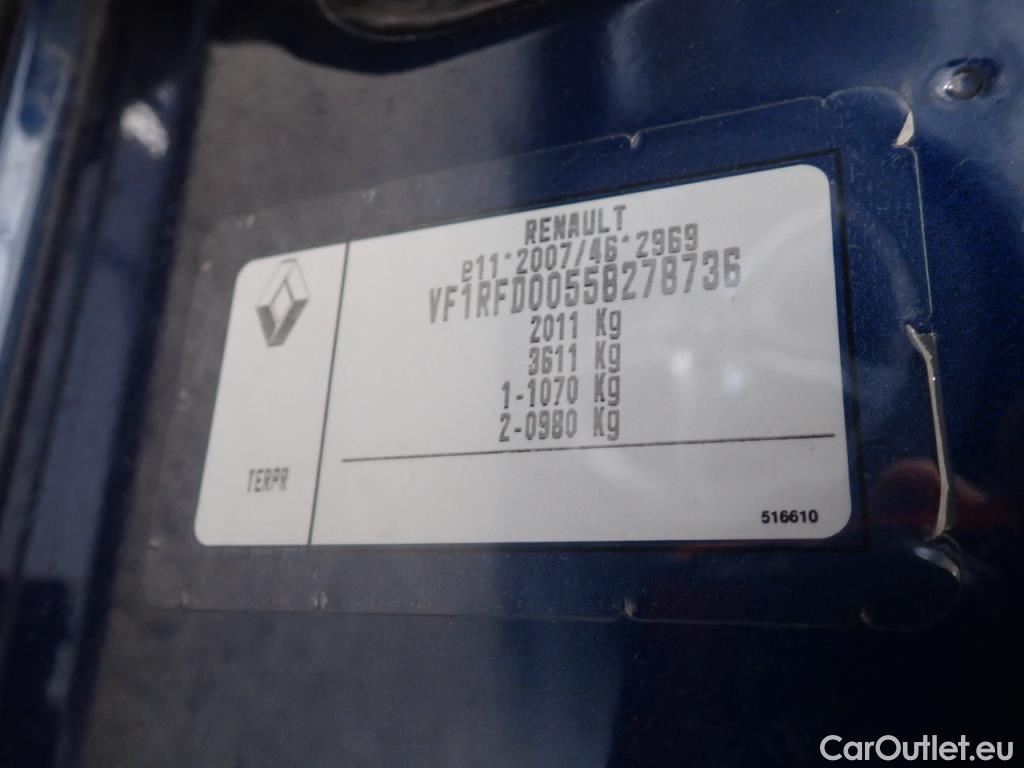 RENAULT
e11*2007/46*2969
VF1RFD00558278736
2011 Kg
3611 Kg
1-1070 Kg
2-0980 Kg
TERPR
516610
CarOutlet.eu